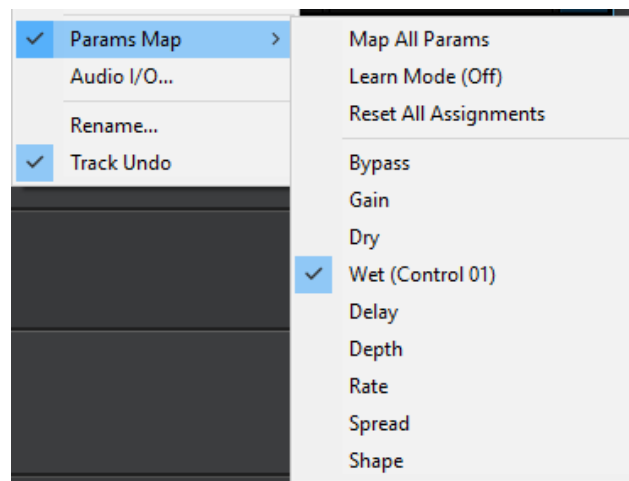 Params Map
Audio I/O...
Rename...
Track Undo
Map All Params
Learn Mode (Off)
Reset All Assignments
Bypass
Gain
Dry
Wet (Control 01)
Delay
Depth
Rate
Spread
Shape